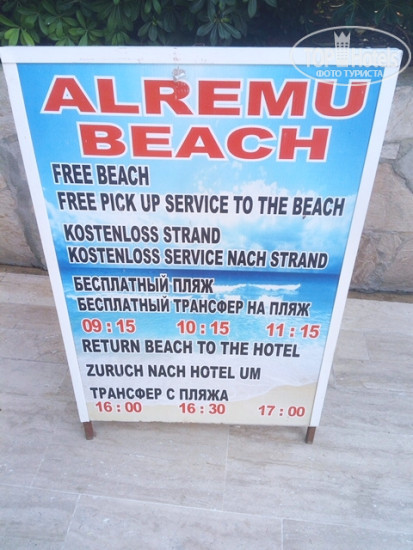 TOP HOTELS
ФОТО ТУРИСТА
ALREMU
BEACH
FREE BEACH
FREE PICK UP SERVICE TO THE BEACH
KOSTENLOSS STRAND
KOSTENLOSS SERVICE NACH STRAND
БЕСПЛАТНЫЙ ПЛЯЖ
БЕСПЛАТНЫЙ ТРАНСФЕР НА ПЛЯЖ
09 : 15 10 : 15 11 : 15
RETURN BEACH TO THE HOTEL
ZURUCH NACH HOTEL UM
ТРАНСФЕР С ПЛЯЖА
16 : 00 16 : 30 17 : 00